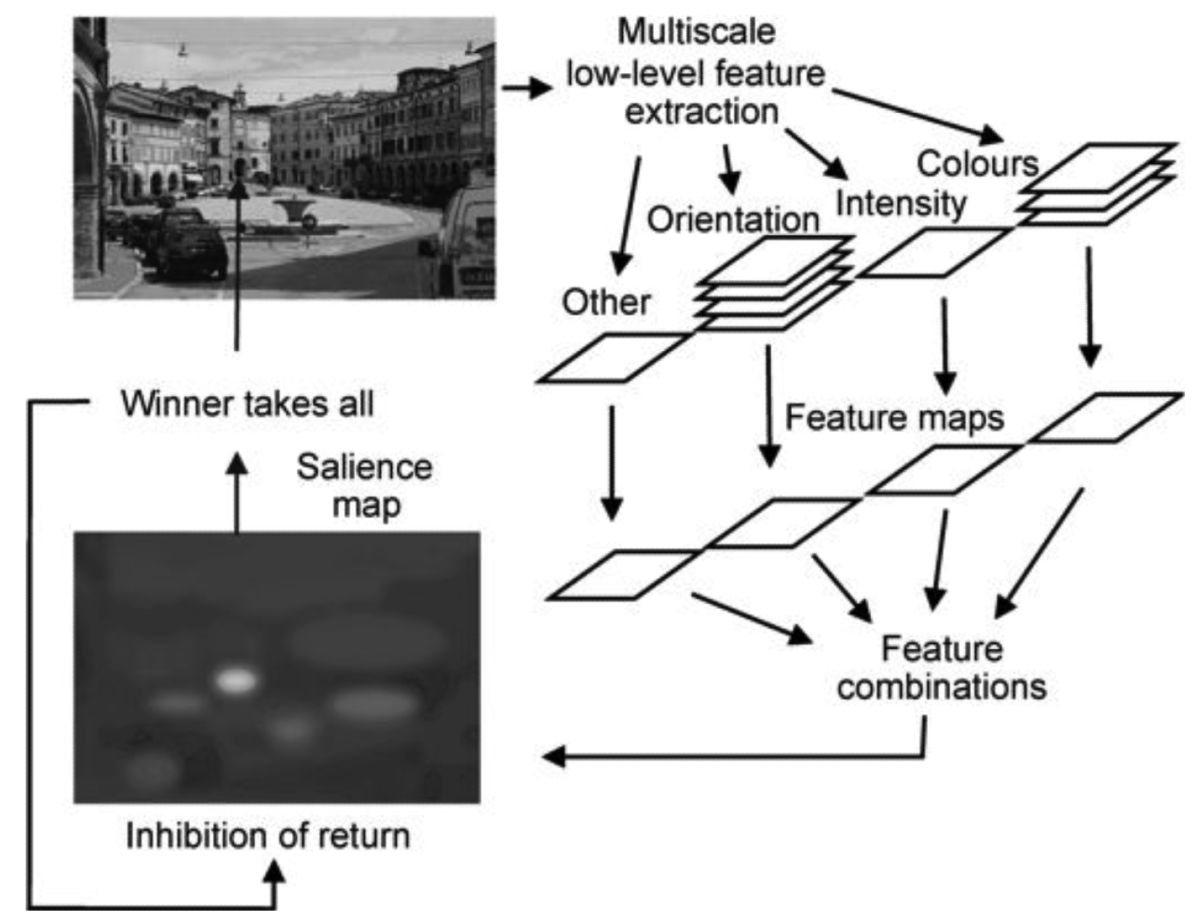 Multiscale
low-level feature
extraction
Colours
Intensity
Orientation
Other
Winner takes all
Feature maps
Salience
map
Feature
combinations
Inhibition of return